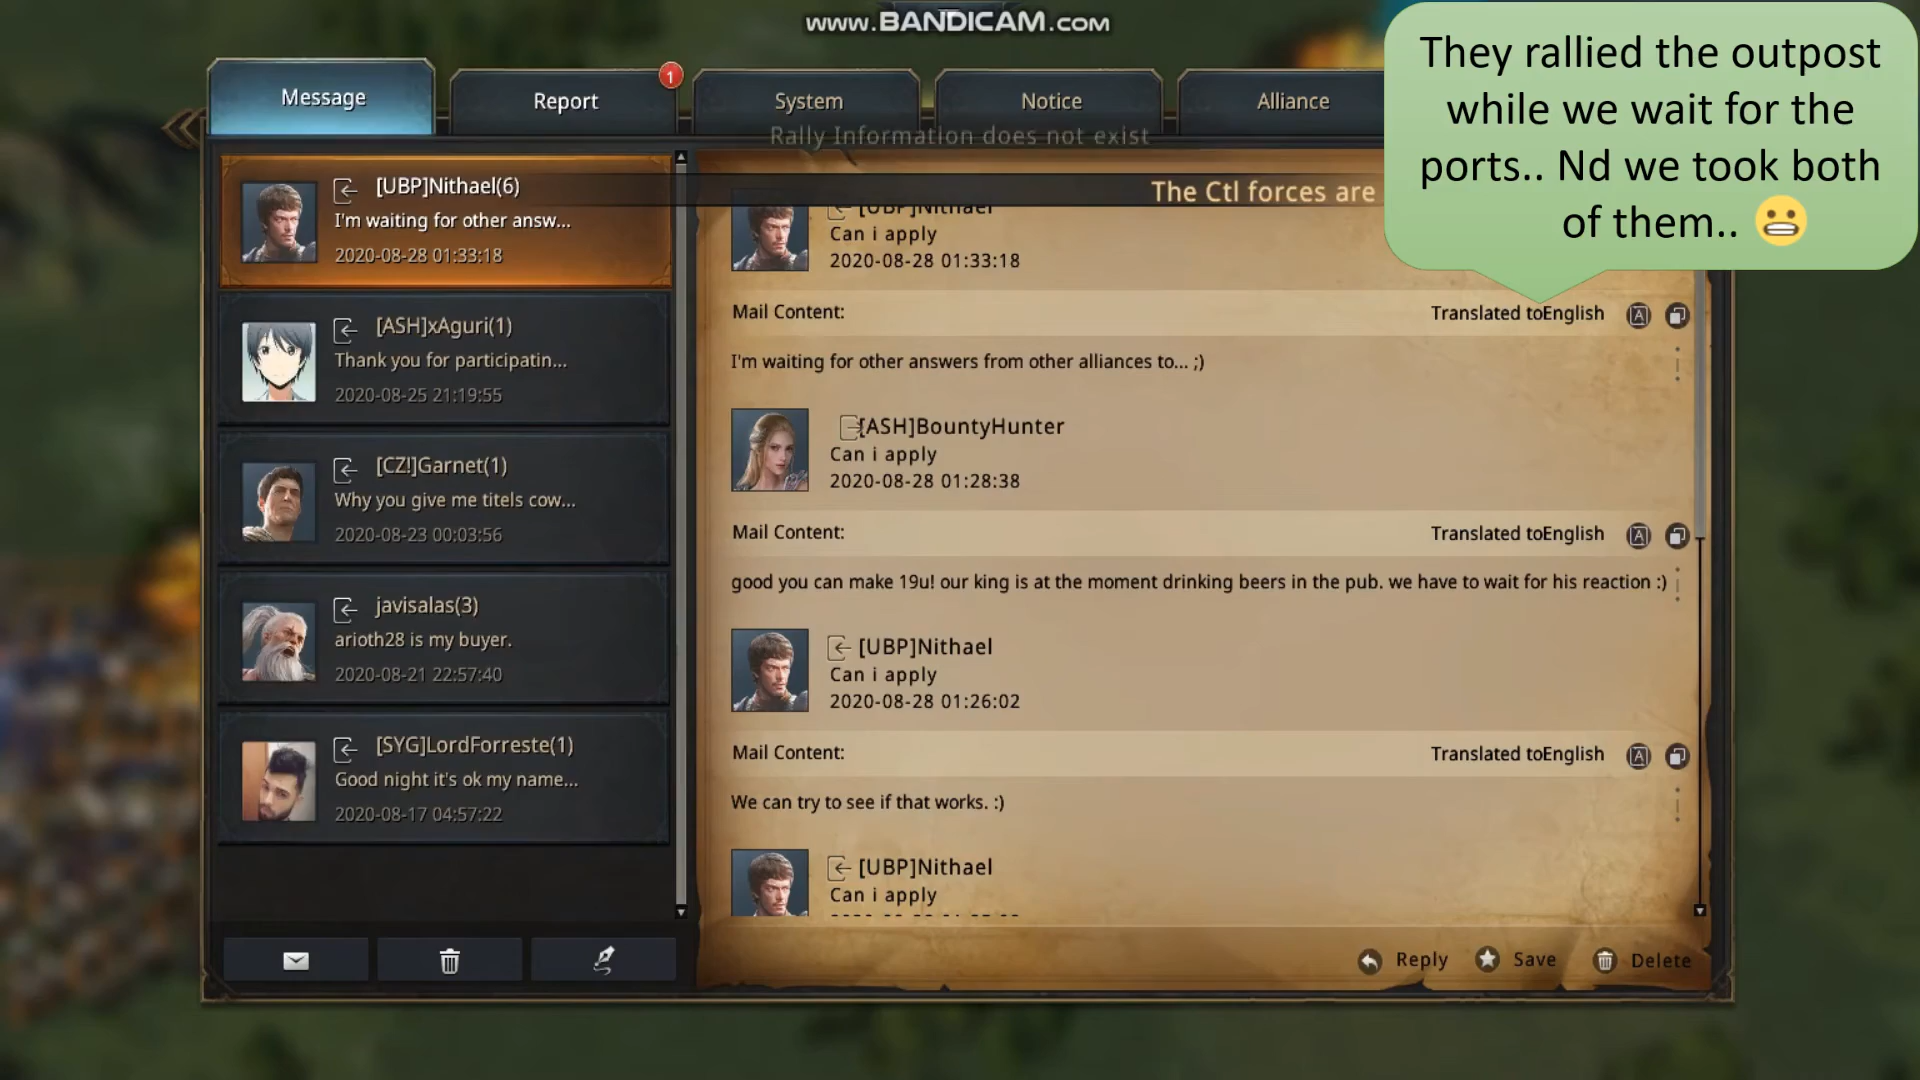 www.BANDICAM.COM
Message
Report
1
System
Notice
Alliance
Rally Information does not exist
They rallied the outpost
while we wait for the
ports.. Nd we took both
of them.. 😬
The Ctl forces are
[UBP]Nithael(6)
I'm waiting for other answ...
2020-08-28 01:33:18
[ASH]xAguri(1)
Thank you for participatin...
2020-08-25 21:19:55
[CZ!]Garnet(1)
Why you give me titels cow...
2020-08-23 00:03:56
javisalas(3)
arioth28 is my buyer.
2020-08-21 22:57:40
[SYG]LordForreste(1)
Good night it's ok my name...
2020-08-17 04:57:22
[UBP]Nithael
Can i apply
2020-08-28 01:33:18
Mail Content:
Translated toEnglish
I'm waiting for other answers from other alliances to... ;)
[ASH]BountyHunter
Can i apply
2020-08-28 01:28:38
Mail Content:
Translated toEnglish
good you can make 19u! our king is at the moment drinking beers in the pub. we have to wait for his reaction :)
[UBP]Nithael
Can i apply
2020-08-28 01:26:02
Mail Content:
Translated toEnglish
We can try to see if that works. :)
[UBP]Nithael
Can i apply
Reply
Save
Delete